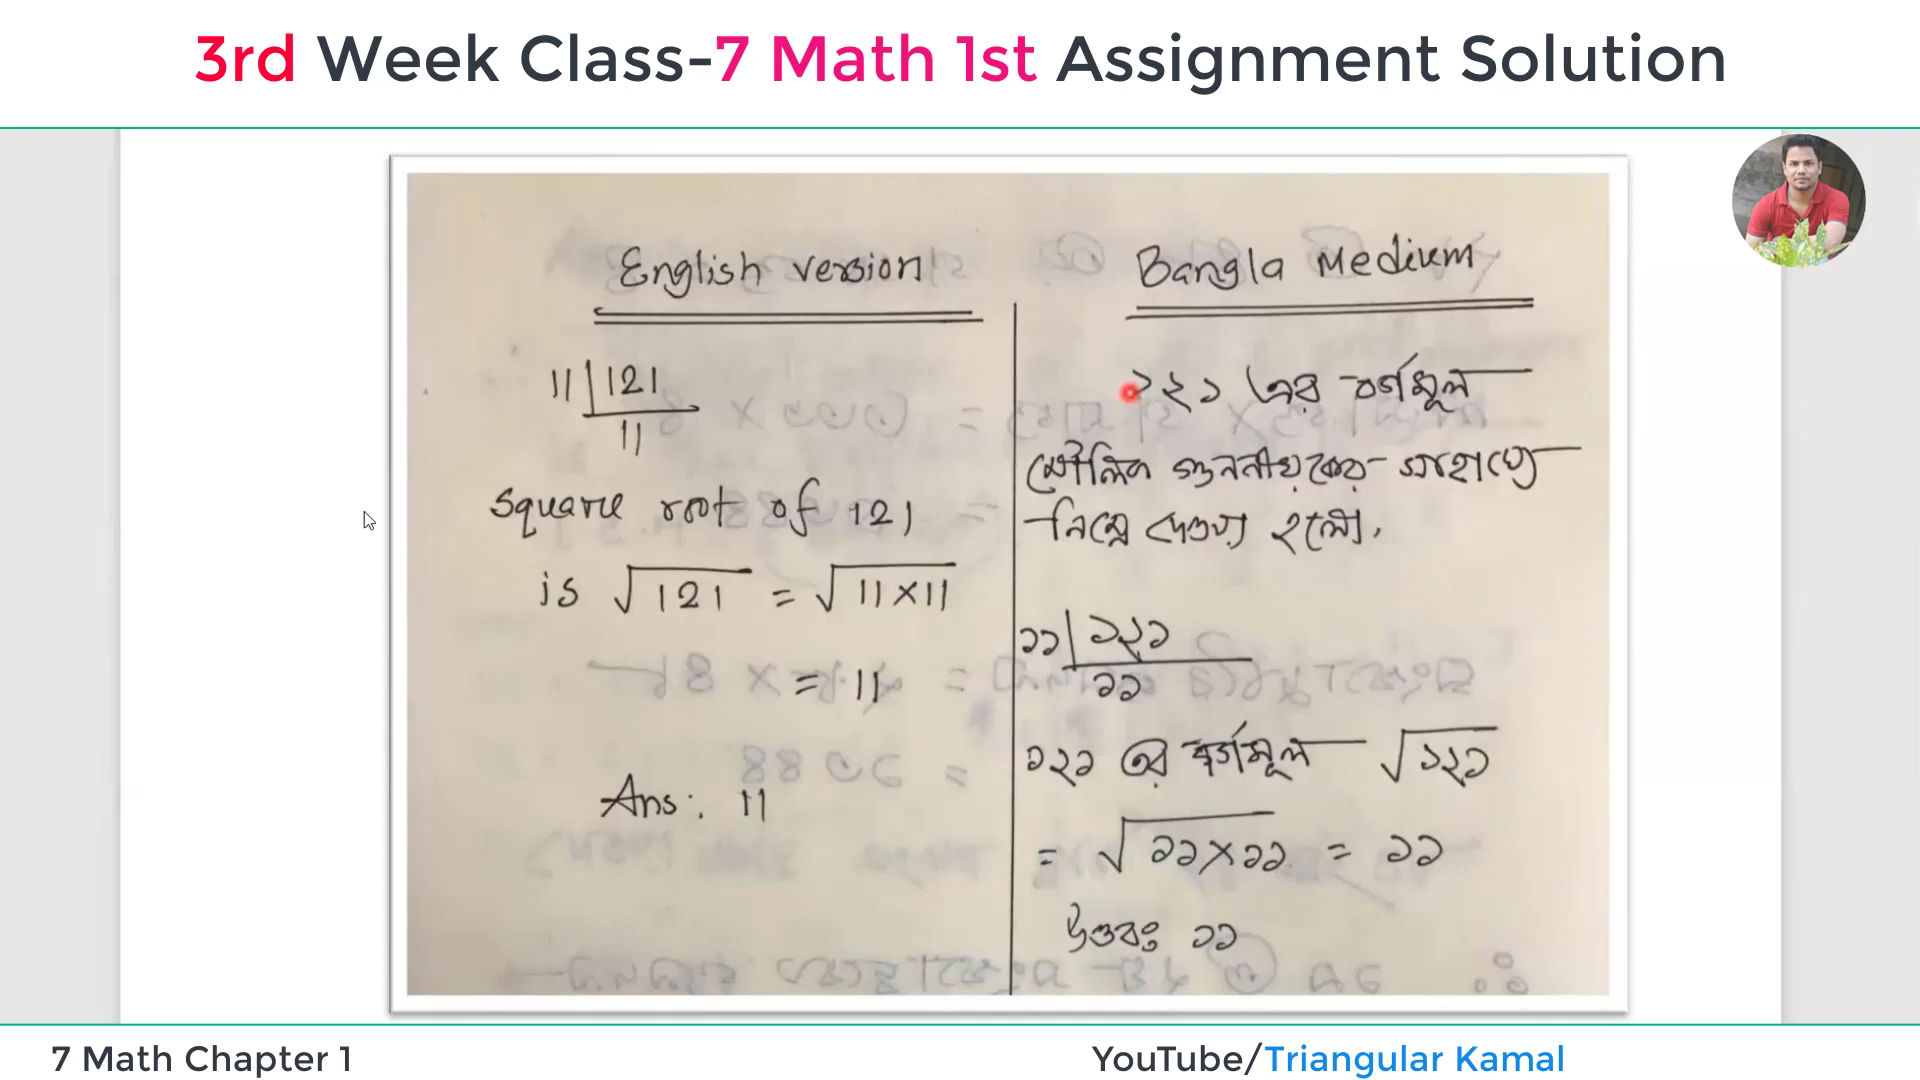 3rd Week Class-7 Math 1st Assignment Solution
English version
11 | 121
11
square root of 121
is √121 = √11×11
= 11
Ans: 11
Bangla Medium
১২১ এর বর্গমূল
মৌলিক গুননীয়কের সাহায্যে
নিম্নে দেওয়া হলো,
১১ | ১২১
১১
১২১ এর বর্গমূল √১২১
= √১১×১১ = ১১
উত্তরঃ ১১
7 Math Chapter 1
YouTube/Triangular Kamal